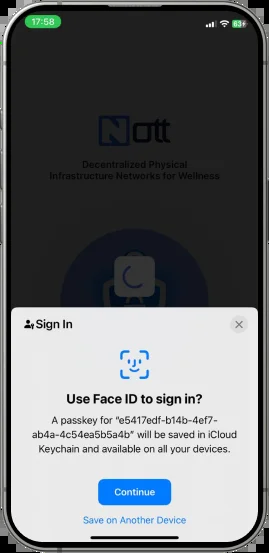 17:58
63
Nott
Decentralized Physical
Infrastructure Networks for Wellness
Sign In
Use Face ID to sign in?
A passkey for “e5417edf-b14b-4ef7-
ab4a-4c54ea5b5a4b” will be saved in iCloud
Keychain and available on all your devices.
Continue
Save on Another Device